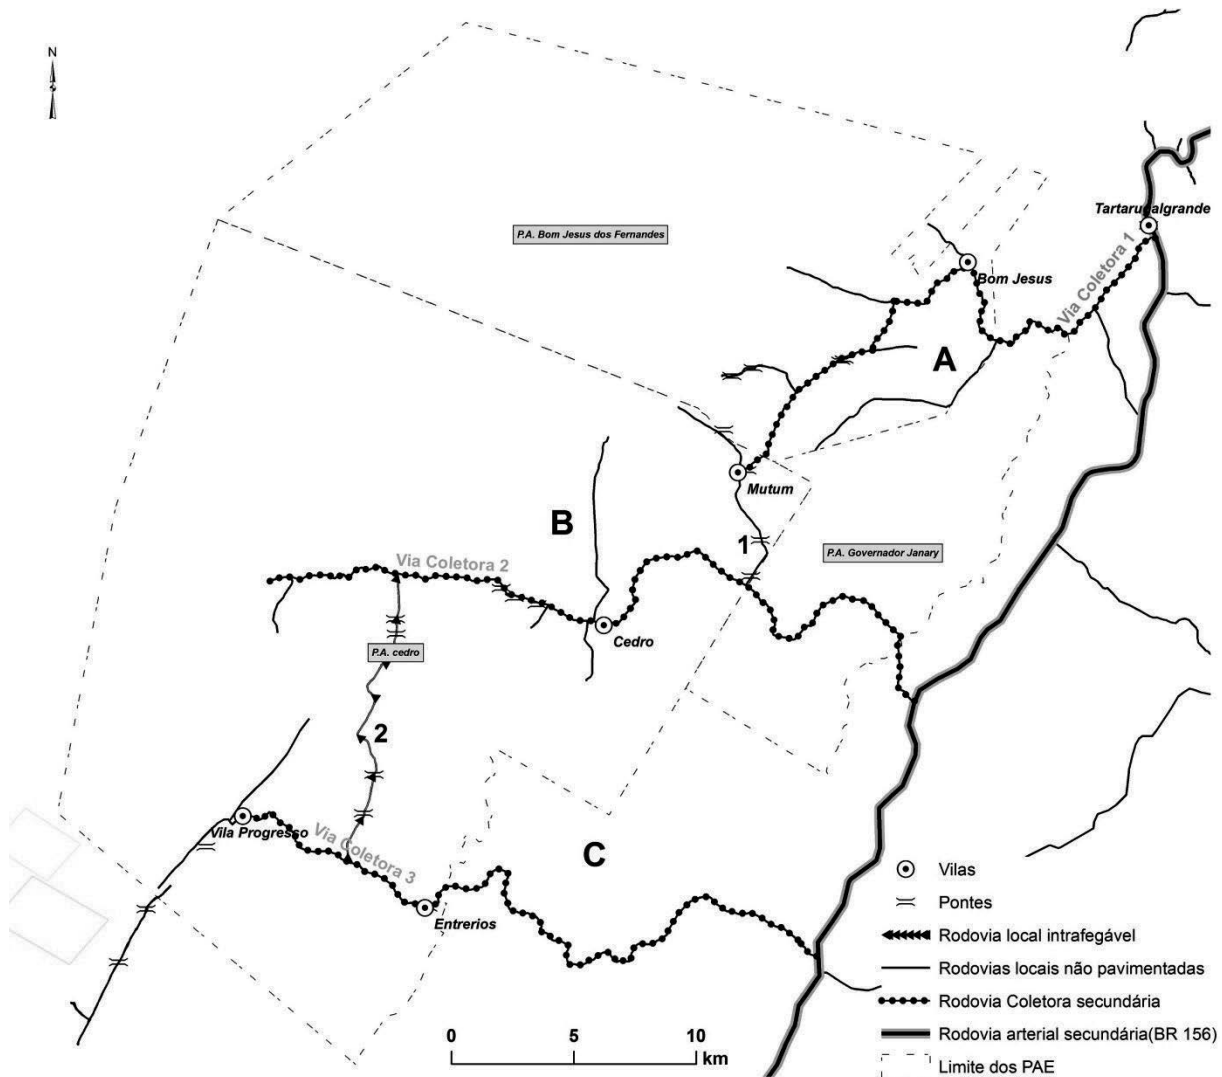 N
Tartarugalgrande
P.A. Bom Jesus dos Fernandes
Bom Jesus
Via Coletora 1
A
Mutum
B
1
P.A. Governador Janary
Via Coletora 2
Cedro
P.A. cedro
2
Vila Progresso
Via Coletora 3
C
Entrerios
Vilas
Pontes
Rodovia local intrafegável
Rodovias locais não pavimentadas
Rodovia Coletora secundária
Rodovia arterial secundária(BR 156)
Limite dos PAE
0 5 10
km